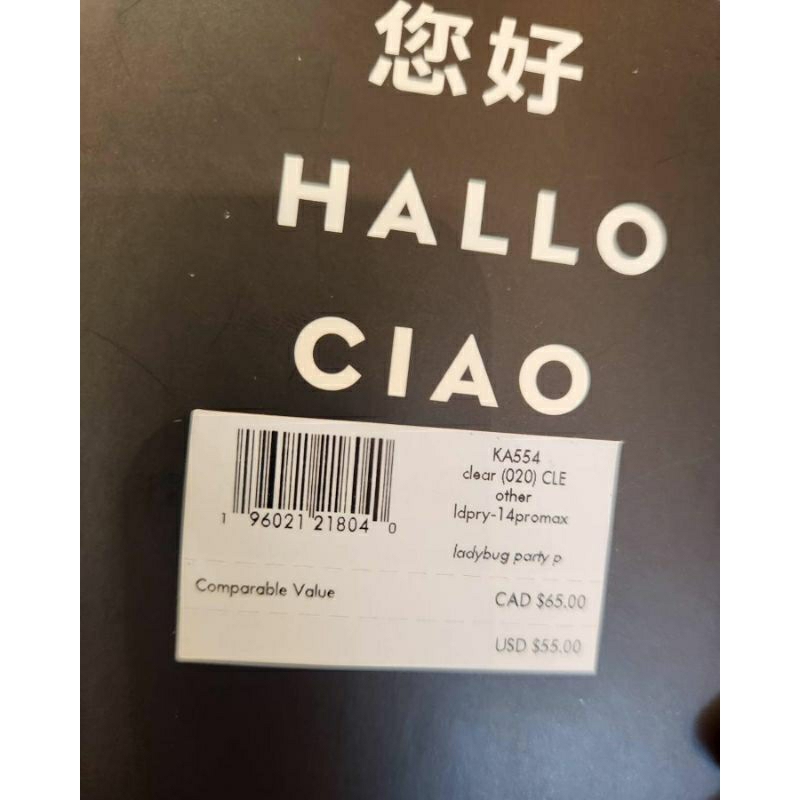 您好
HALLO
CIAO
KA554
clear (020) CLE
other
ldpry-14promax
1 96021 21804 0
ladybug party p
Comparable Value
CAD $65.00
USD $55.00